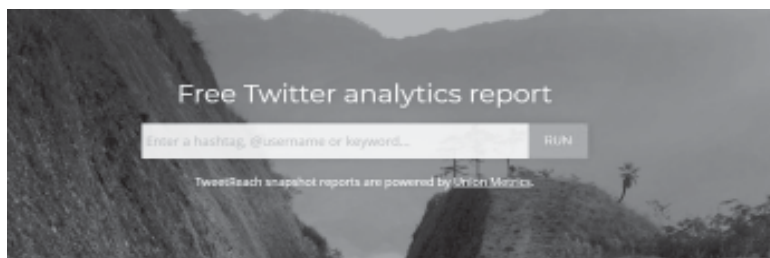 Free Twitter analytics report
Enter a hashtag, @username or keyword... RUN
TweetReach snapshot reports are powered by Union Metrics.